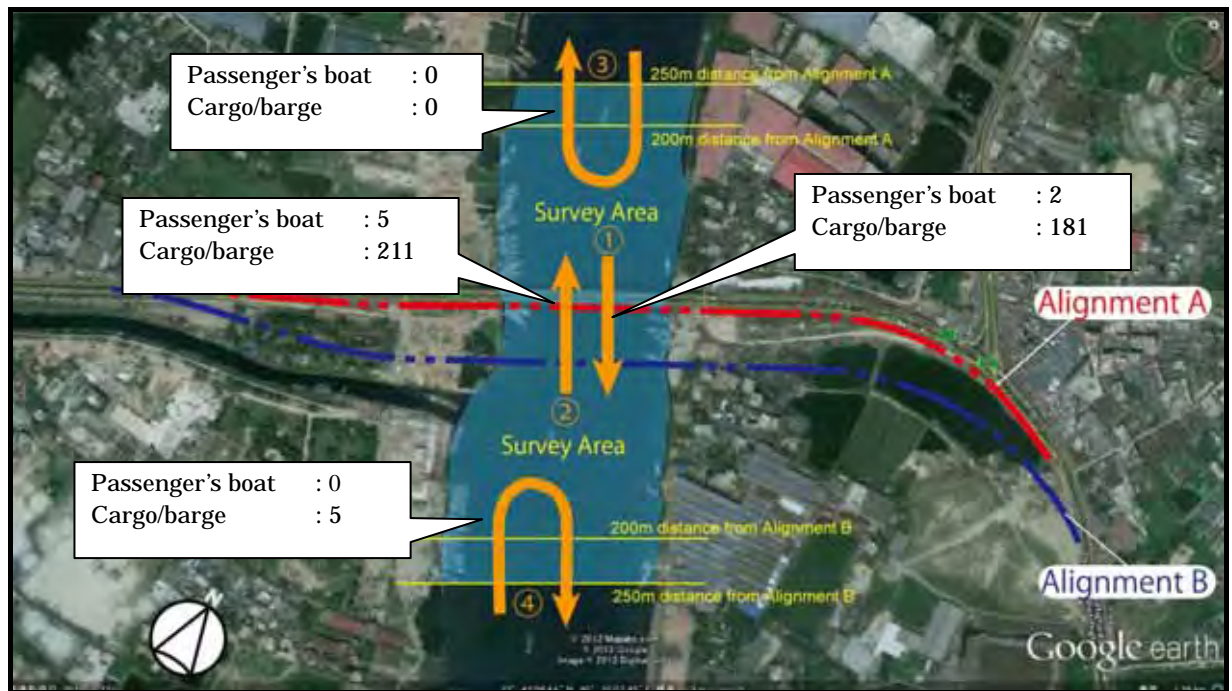 ③
Passenger's boat : 0
Cargo/barge : 0
250m distance from Alignment A
200m distance from Alignment A
Passenger's boat : 2
Cargo/barge : 181
Passenger's boat : 5
Cargo/barge : 211
Survey Area
①
Alignment A
②
Survey Area
Passenger's boat : 0
Cargo/barge : 5
200m distance from Alignment B
250m distance from Alignment B
④
Alignment B
N
Google earth